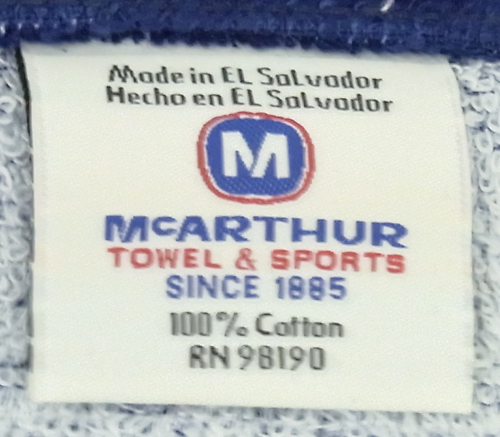 Made in EL SaLvador
Hecho en EL SaLvador
M
McARTHUR
TOWEL & SPORTS
SINCE 1885
100% Cotton
RN 98190